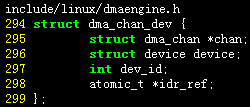 include/linux/dmaengine.h
294 struct dma_chan_dev {
295         struct dma_chan *chan;
296         struct device device;
297         int dev_id;
298         atomic_t *idr_ref;
299 };